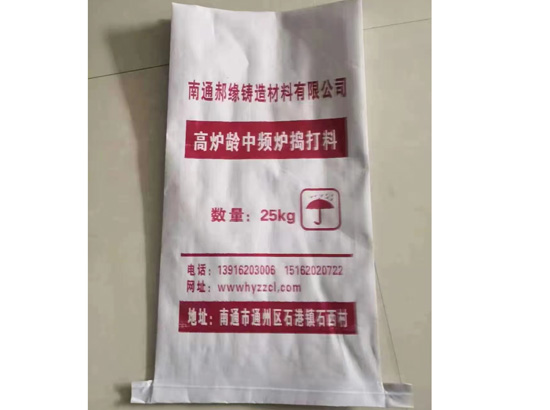 南通郝缘铸造材料有限公司
高炉龄中频炉捣打料
数量：25kg
电话：13916203006 15162020722
网址：wwwhyzzcl.com
地址：南通市通州区石港镇石西村